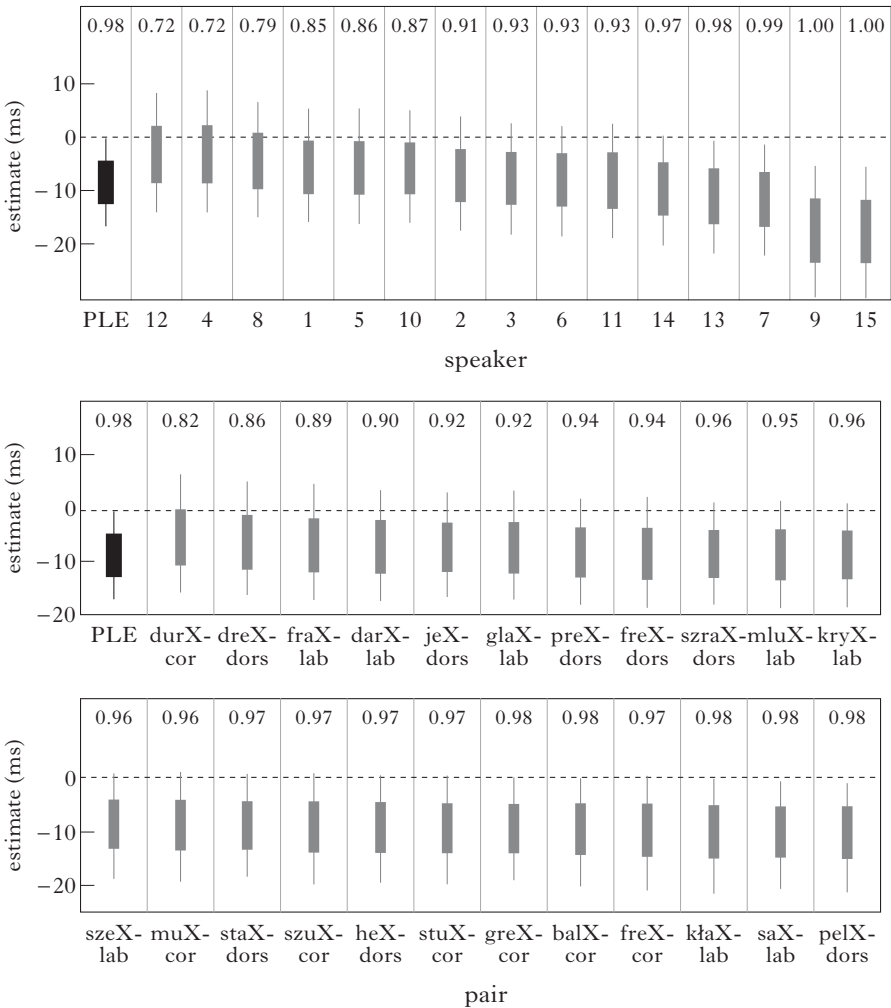 0.98 0.72 0.72 0.79 0.85 0.86 0.87 0.91 0.93 0.93 0.93 0.97 0.98 0.99 1.00 1.00
10
0
−10
−20
estimate (ms)
PLE 12 4 8 1 5 10 2 3 6 11 14 13 7 9 15
speaker
0.98 0.82 0.86 0.89 0.90 0.92 0.92 0.94 0.94 0.96 0.95 0.96
10
0
−10
−20
estimate (ms)
PLE durX- dreX- fraX- darX- jeX- glaX- preX- freX- szraX- mluX- kryX-
cor dors lab lab dors lab dors dors dors lab lab
0.96 0.96 0.97 0.97 0.97 0.97 0.98 0.98 0.97 0.98 0.98 0.98
0
−10
−20
estimate (ms)
szeX- muX- staX- szuX- heX- stuX- greX- balX- freX- kłaX- saX- pelX-
lab cor dors cor dors cor cor cor cor lab lab dors
pair